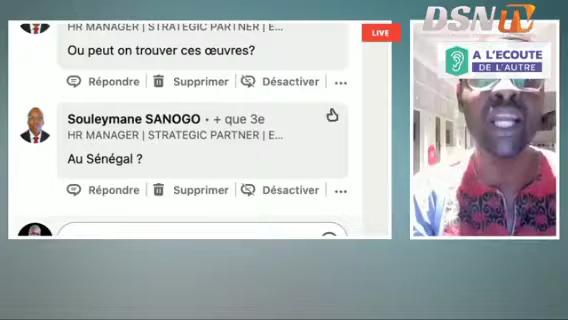 HR MANAGER | STRATEGIC PARTNER | E...
Ou peut on trouver ces œuvres?
Répondre Supprimer Désactiver ...
Souleymane SANOGO • + que 3e
HR MANAGER | STRATEGIC PARTNER | E...
Au Sénégal ?
Répondre Supprimer Désactiver ...
LIVE
DSN TV
A L'ECOUTE
DE L'AUTRE